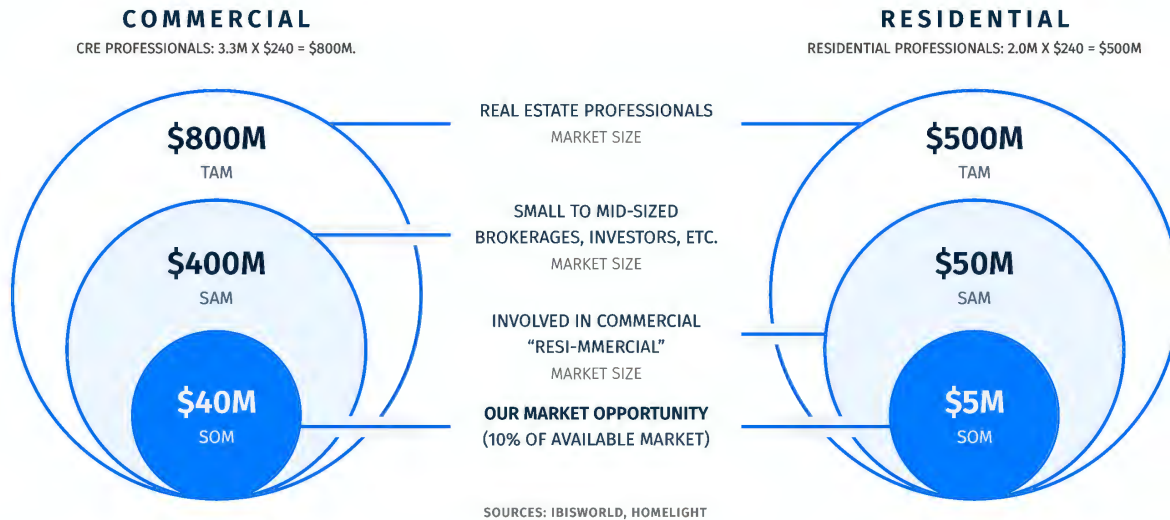 COMMERCIAL
CRE PROFESSIONALS: 3.3M X $240 = $800M.
$800M
TAM
$400M
SAM
$40M
SOM
REAL ESTATE PROFESSIONALS
MARKET SIZE
SMALL TO MID-SIZED
BROKERAGES, INVESTORS, ETC.
MARKET SIZE
INVOLVED IN COMMERCIAL
“RESI-MMERCIAL”
MARKET SIZE
OUR MARKET OPPORTUNITY
(10% OF AVAILABLE MARKET)
RESIDENTIAL
RESIDENTIAL PROFESSIONALS: 2.0M X $240 = $500M
$500M
TAM
$50M
SAM
$5M
SOM
SOURCES: IBISWORLD, HOMELIGHT